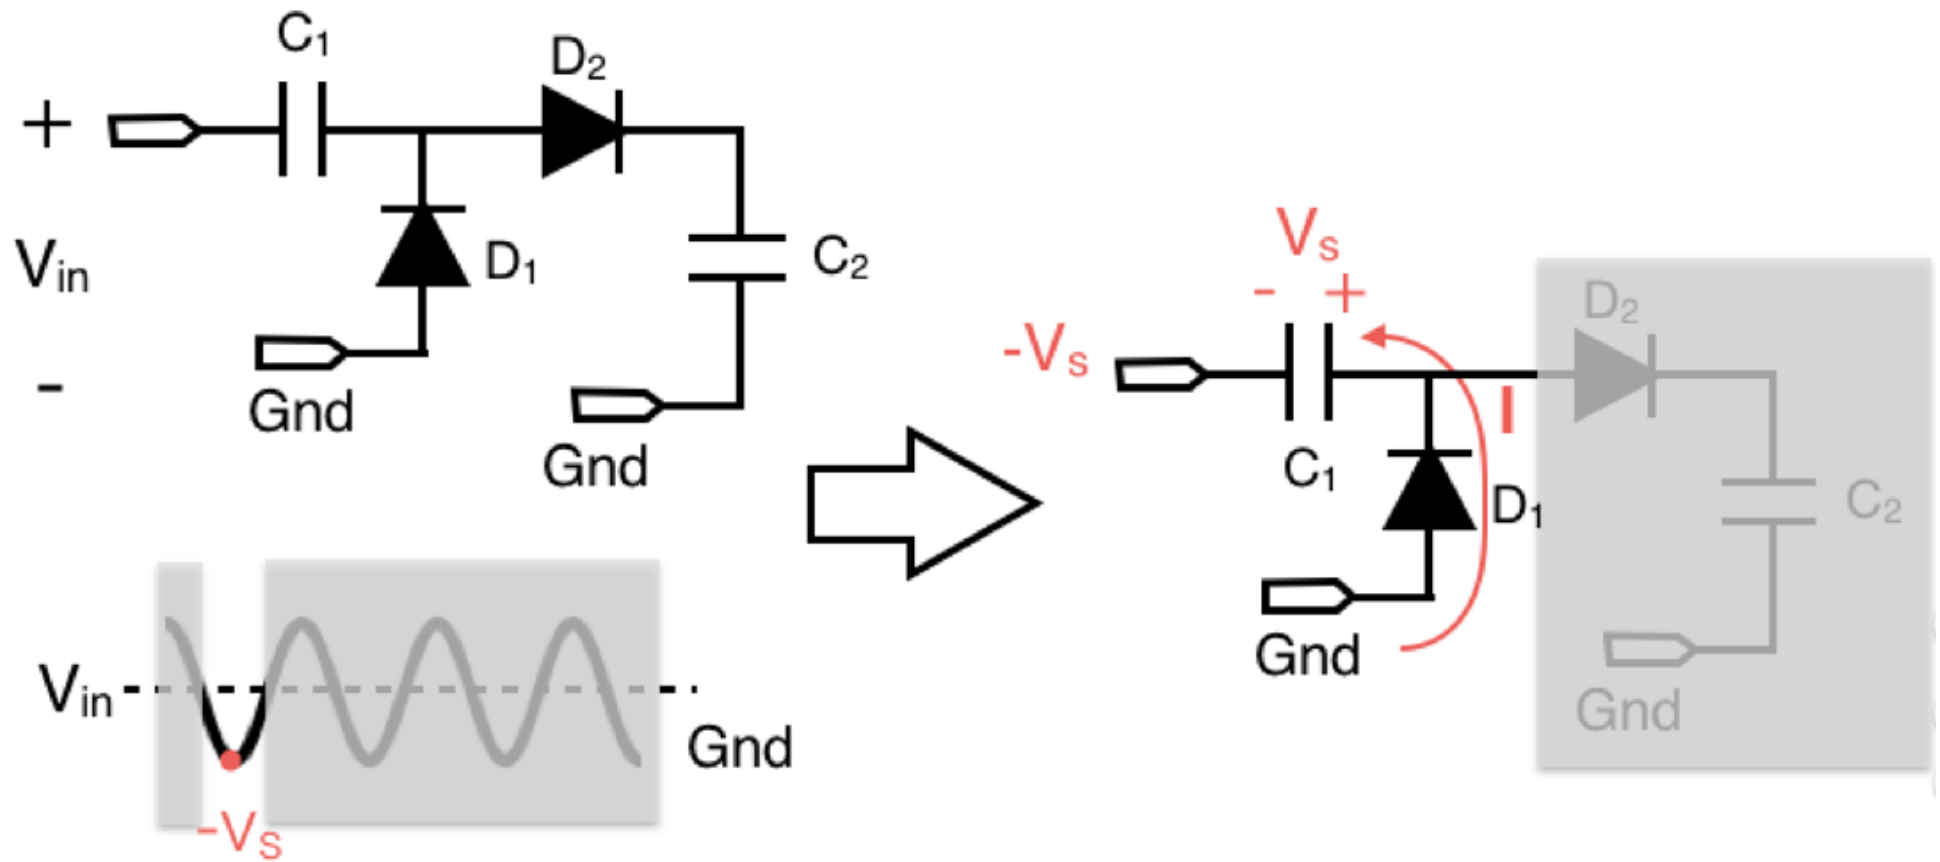 C₁
D₂
+
Vin
-
D₁
C₂
Gnd
Gnd
Vin
Gnd
-Vs
Vs
- +
-Vs
I
C₁
D₁
Gnd
D₂
C₂
Gnd